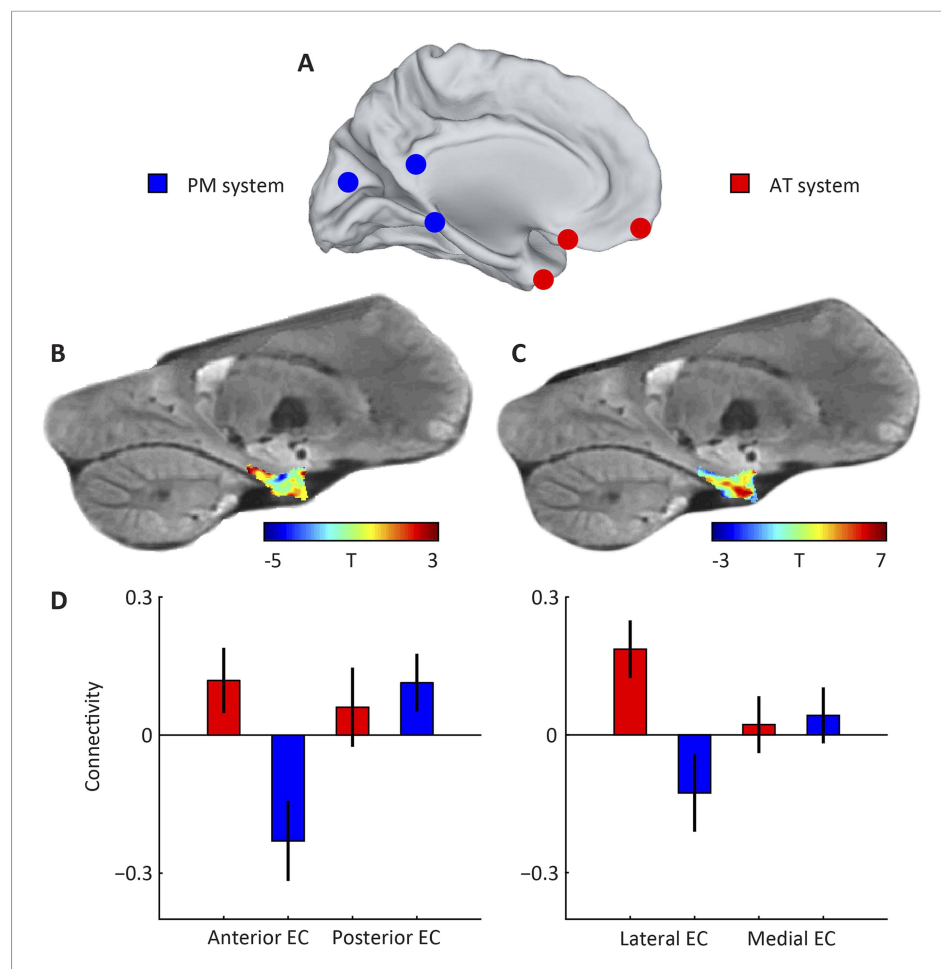 A
PM system
AT system
B
C
-5 T 3
-3 T 7
D
0.3
0
−0.3
Connectivity
Anterior EC Posterior EC
0.3
0
−0.3
Lateral EC Medial EC